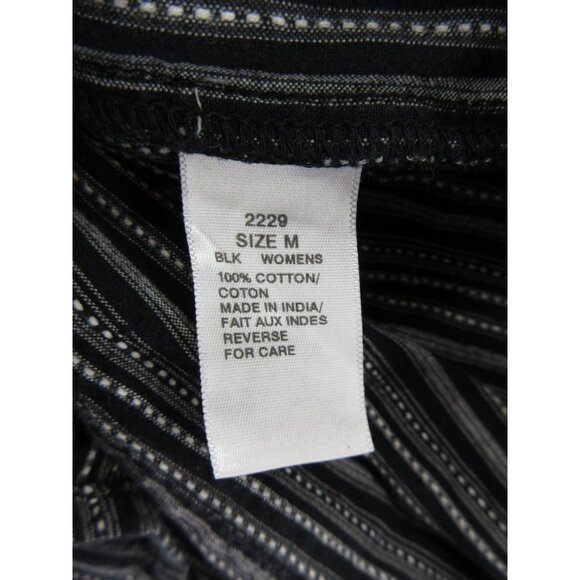 2229
SIZE M
BLK WOMENS
100% COTTON/
COTON
MADE IN INDIA/
FAIT AUX INDES
REVERSE
FOR CARE